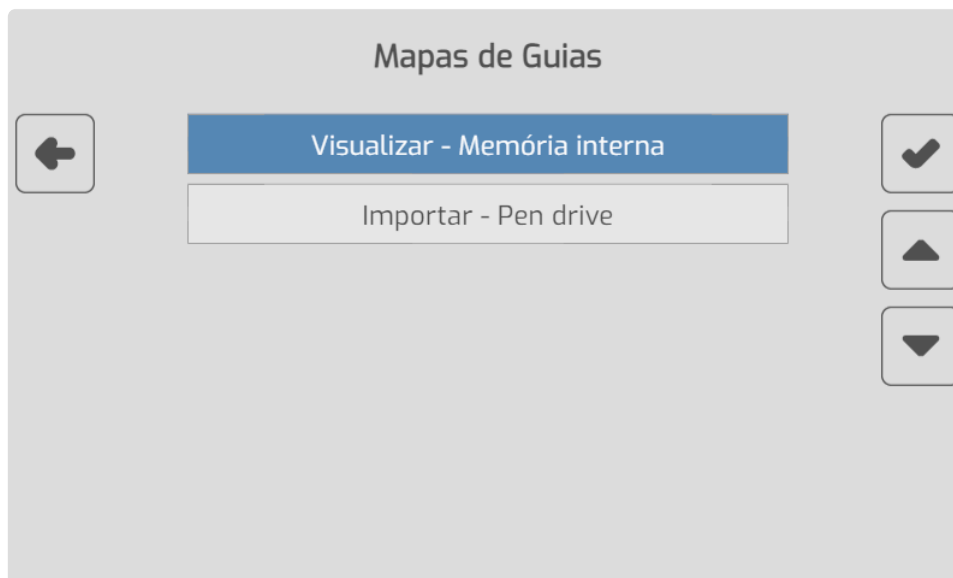 Mapas de Guias
Visualizar - Memória interna
Importar - Pen drive